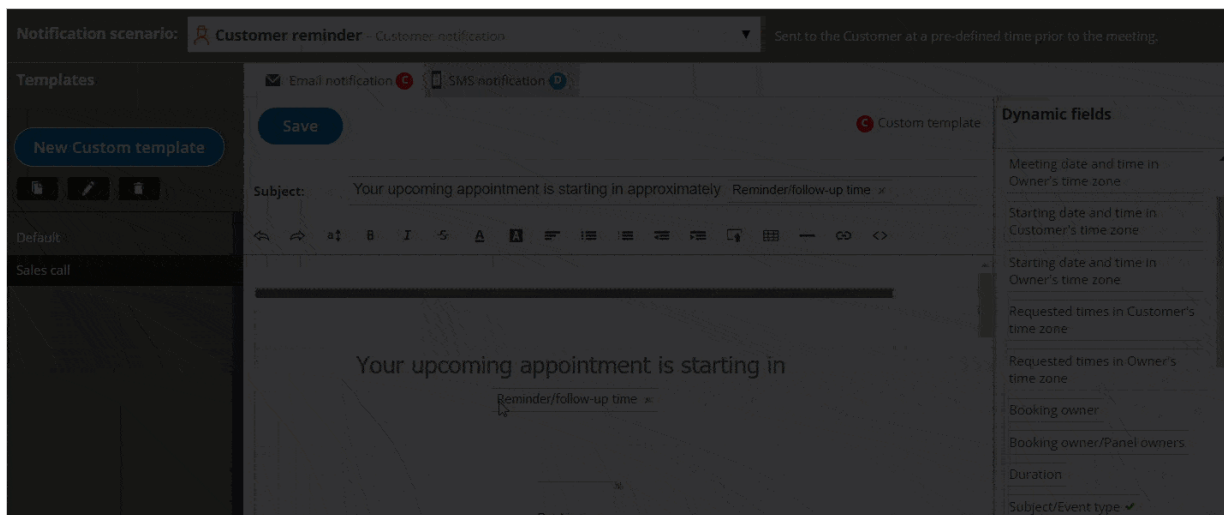 Notification scenario: Customer reminder - Customer notification Sent to the Customer at a pre-defined time prior to the meeting.
Templates
Email notification C SMS notification D
Save
Custom template
C
Dynamic fields
New Custom template
Subject: Your upcoming appointment is starting in approximately Reminder/follow-up time ×
Default
Sales call
Your upcoming appointment is starting in
Reminder/follow-up time ×
Meeting date and time in
Owner's time zone
Starting date and time in
Customer's time zone
Starting date and time in
Owner's time zone
Requested times in Customer's
time zone
Requested times in Owner's
time zone
Booking owner
Booking owner/Panel owners
Duration
Subject/Event type ✔